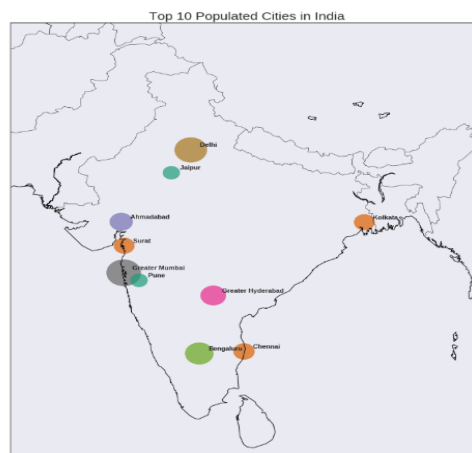 Top 10 Populated Cities in India
Delhi
Jaipur
Ahmadabad
Kolkata
Surat
Greater Mumbai
Pune
Greater Hyderabad
Bengaluru
Chennai